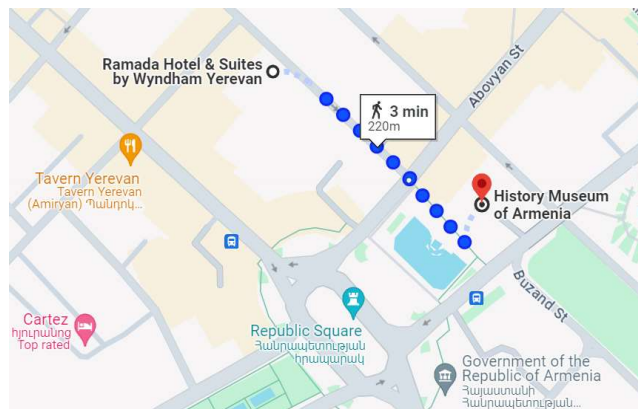 Ramada Hotel & Suites
by Wyndham Yerevan
Abovyan St
3 min
220m
Tavern Yerevan
Tavern Yerevan
(Amiryan) Պանդոկ...
History Museum
of Armenia
Buzand St
Cartez
հյուրանոց
Top rated
Republic Square
Հանրապետության
հրապարակ
Government of the
Republic of Armenia
Հայաստանի
Հանրապետության...